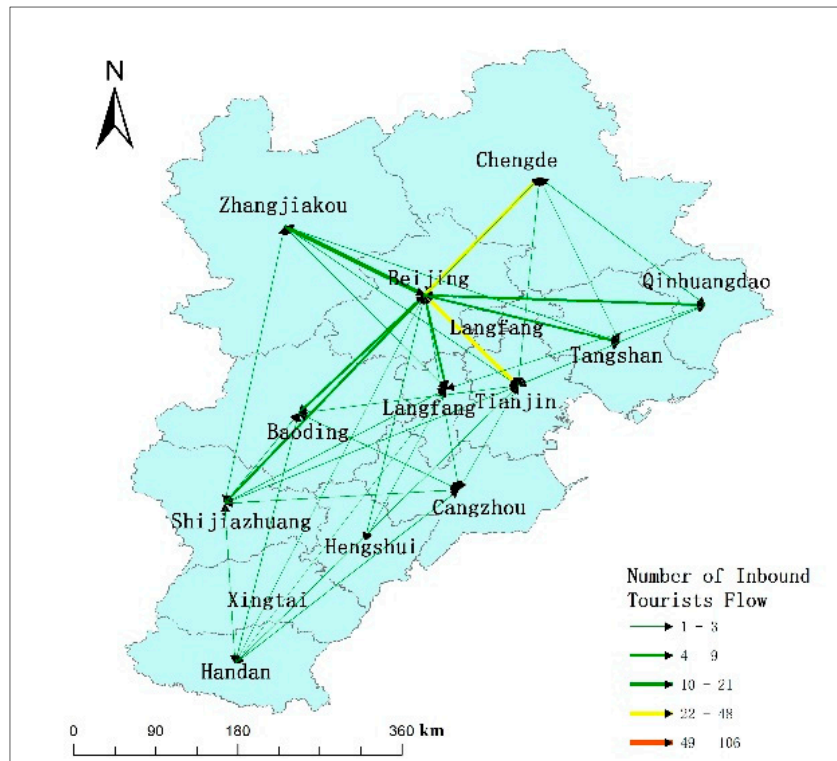 N
Chengde
Zhangjiakou
Beijing
Qinhuangdao
Langfang
Tangshan
Langfang
Tianjin
Baoding
Cangzhou
Shijiazhuang
Hengshui
Xingtai
Handan
Number of Inbound
Tourists Flow
1 - 3
4 9
10 - 21
22 - 48
49 106
0 90 180 360 km